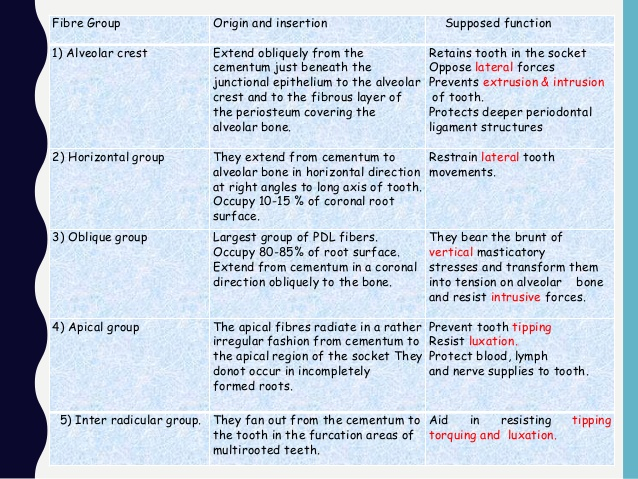 Fibre Group Origin and insertion Supposed function
1) Alveolar crest
Extend obliquely from the
cementum just beneath the
junctional epithelium to the alveolar
crest and to the fibrous layer of
the periosteum covering the
alveolar bone.
Retains tooth in the socket
Oppose lateral forces
Prevents extrusion & intrusion
of tooth.
Protects deeper periodontal
ligament structures
2) Horizontal group
They extend from cementum to
alveolar bone in horizontal direction
at right angles to long axis of tooth.
Occupy 10-15 % of coronal root
surface.
Restrain lateral tooth
movements.
3) Oblique group
Largest group of PDL fibers.
Occupy 80-85% of root surface.
Extend from cementum in a coronal
direction obliquely to the bone.
They bear the brunt of
vertical masticatory
stresses and transform them
into tension on alveolar bone
and resist intrusive forces.
4) Apical group
The apical fibres radiate in a rather
irregular fashion from cementum to
the apical region of the socket They
donot occur in incompletely
formed roots.
Prevent tooth tipping
Resist luxation.
Protect blood, lymph
and nerve supplies to tooth.
5) Inter radicular group.
They fan out from the cementum to
the tooth in the furcation areas of
multirooted teeth.
Aid in resisting tipping
torquing and luxation.